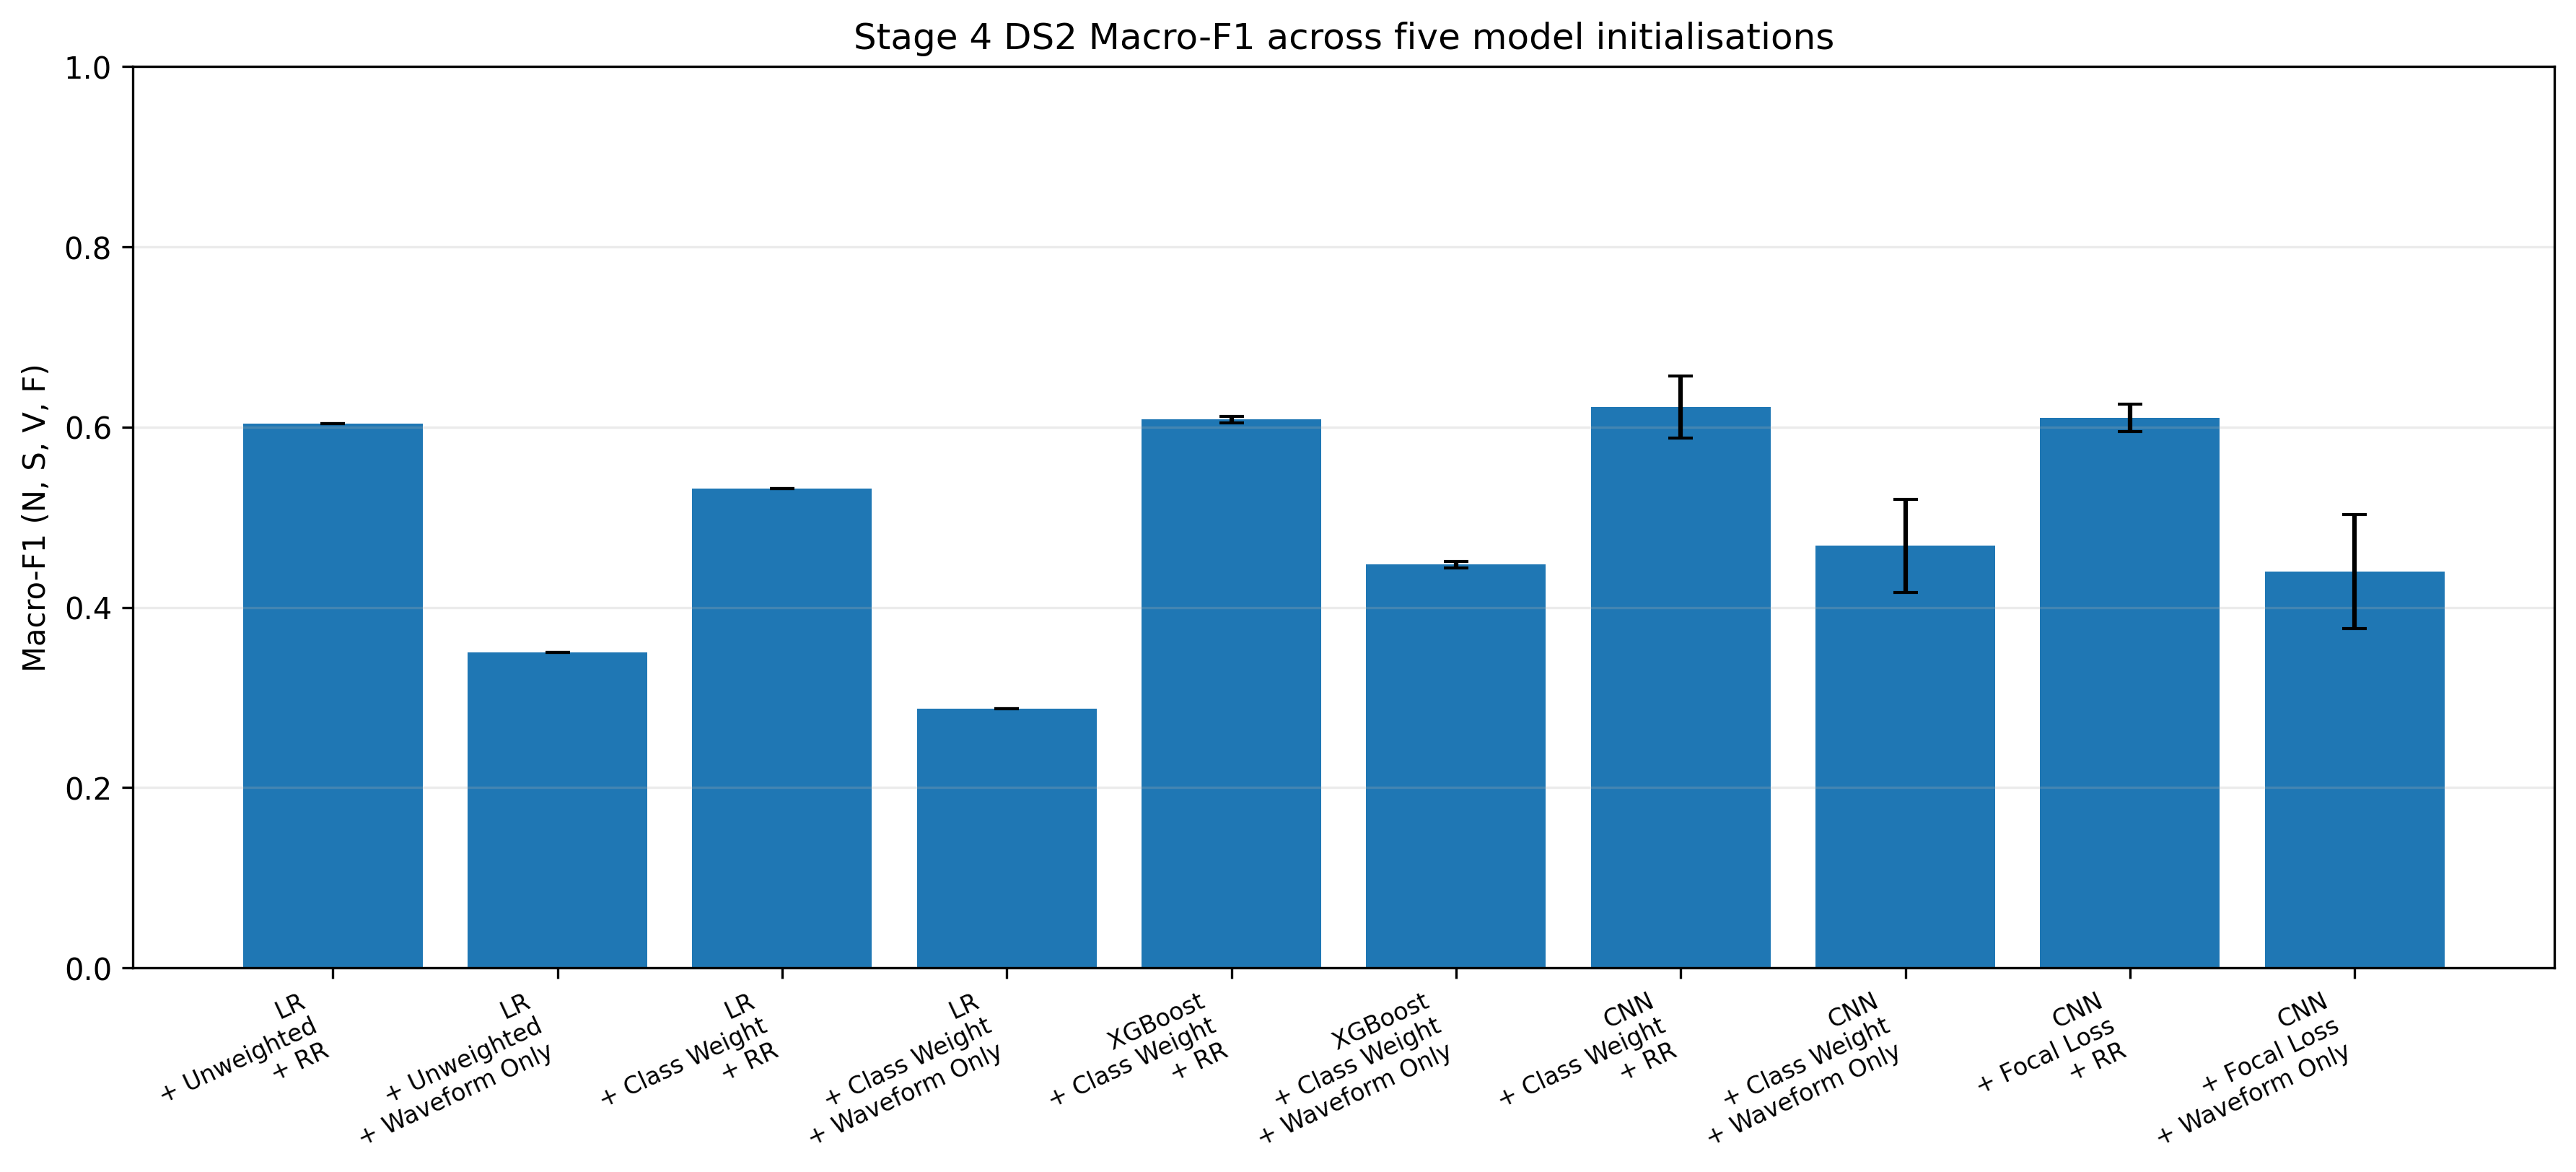 Stage 4 DS2 Macro-F1 across five model initialisations
Macro-F1 (N, S, V, F)
1.0
0.8
0.6
0.4
0.2
0.0
LR
+ Unweighted
+ RR
LR
+ Unweighted
+ Waveform Only
LR
+ Class Weight
+ RR
LR
+ Class Weight
+ Waveform Only
XGBoost
+ Class Weight
+ RR
XGBoost
+ Class Weight
+ Waveform Only
CNN
+ Class Weight
+ RR
CNN
+ Class Weight
+ Waveform Only
CNN
+ Focal Loss
+ RR
CNN
+ Focal Loss
+ Waveform Only